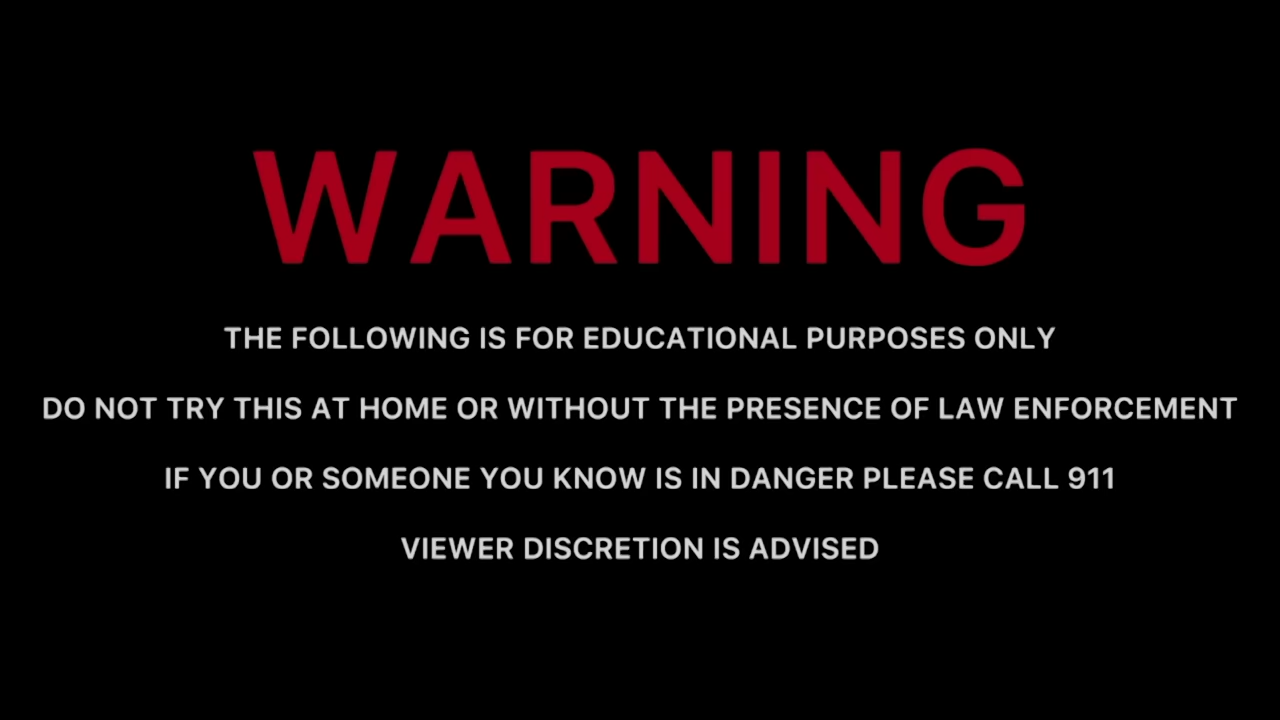 WARNING
THE FOLLOWING IS FOR EDUCATIONAL PURPOSES ONLY
DO NOT TRY THIS AT HOME OR WITHOUT THE PRESENCE OF LAW ENFORCEMENT
IF YOU OR SOMEONE YOU KNOW IS IN DANGER PLEASE CALL 911
VIEWER DISCRETION IS ADVISED